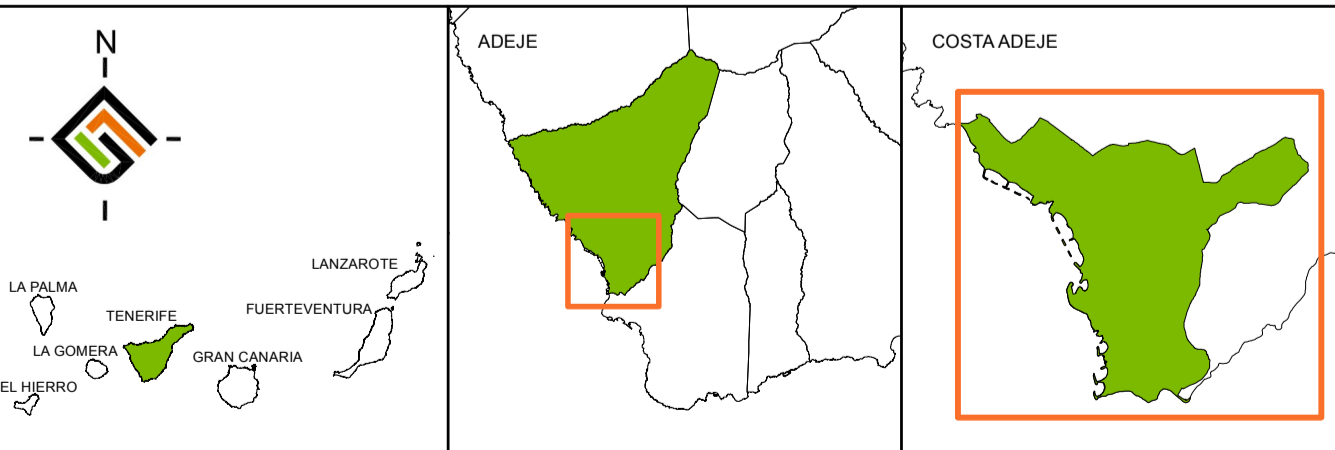 N
LANZAROTE
LA PALMA
FUERTEVENTURA
TENERIFE
LA GOMERA
GRAN CANARIA
EL HIERRO
ADEJE
COSTA ADEJE